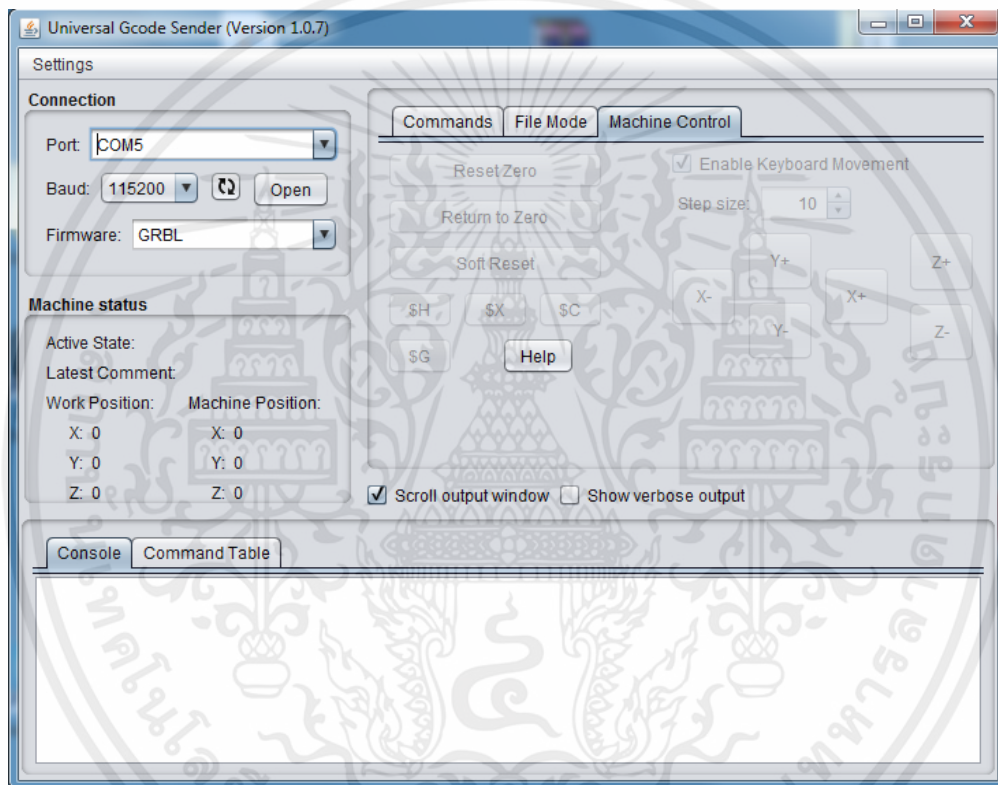 Universal Gcode Sender (Version 1.0.7)
Settings
Connection
Port: COM5
Baud: 115200 Open
Firmware: GRBL
Machine status
Active State:
Latest Comment:
Work Position: Machine Position:
X: 0 X: 0
Y: 0 Y: 0
Z: 0 Z: 0
Commands File Mode Machine Control
Reset Zero
Return to Zero
Soft Reset
$H $X $C
$G Help
Enable Keyboard Movement
Step size: 10
Y+ Z+
X- X+
Y- Z-
Scroll output window Show verbose output
Console Command Table